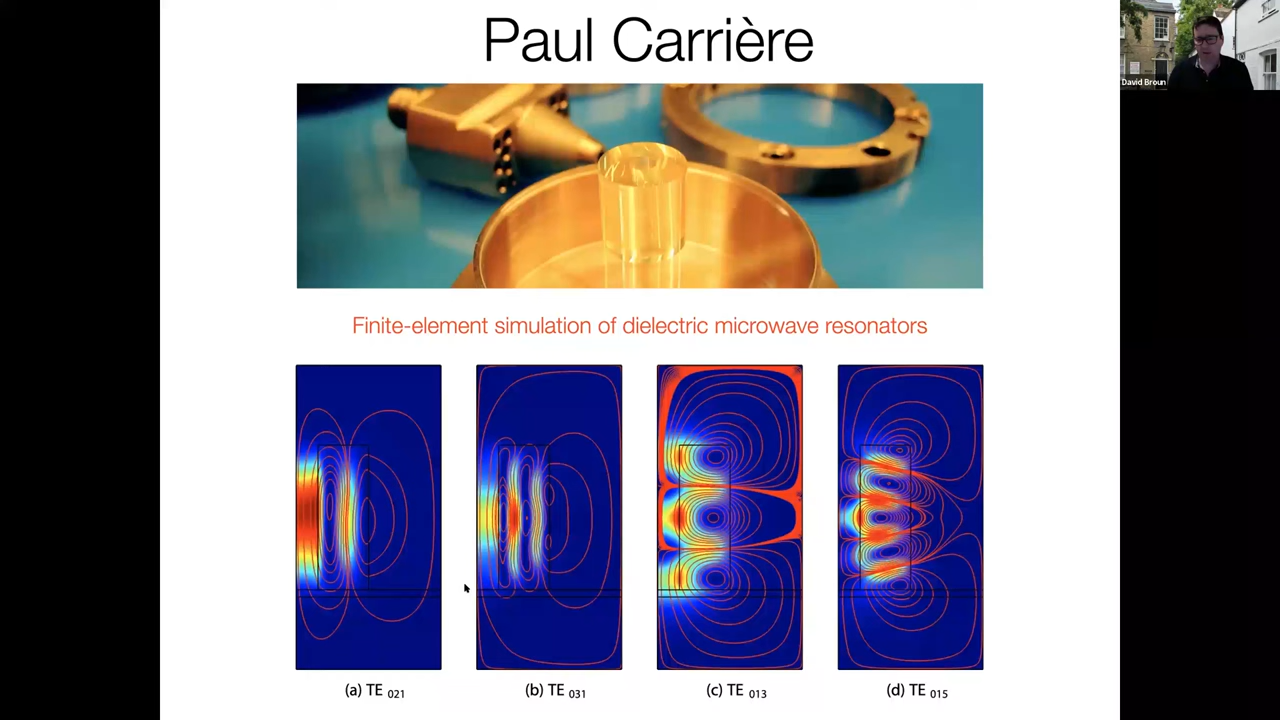 Paul Carrière
David Broun
Finite-element simulation of dielectric microwave resonators
(a) TE 021
(b) TE 031
(c) TE 013
(d) TE 015